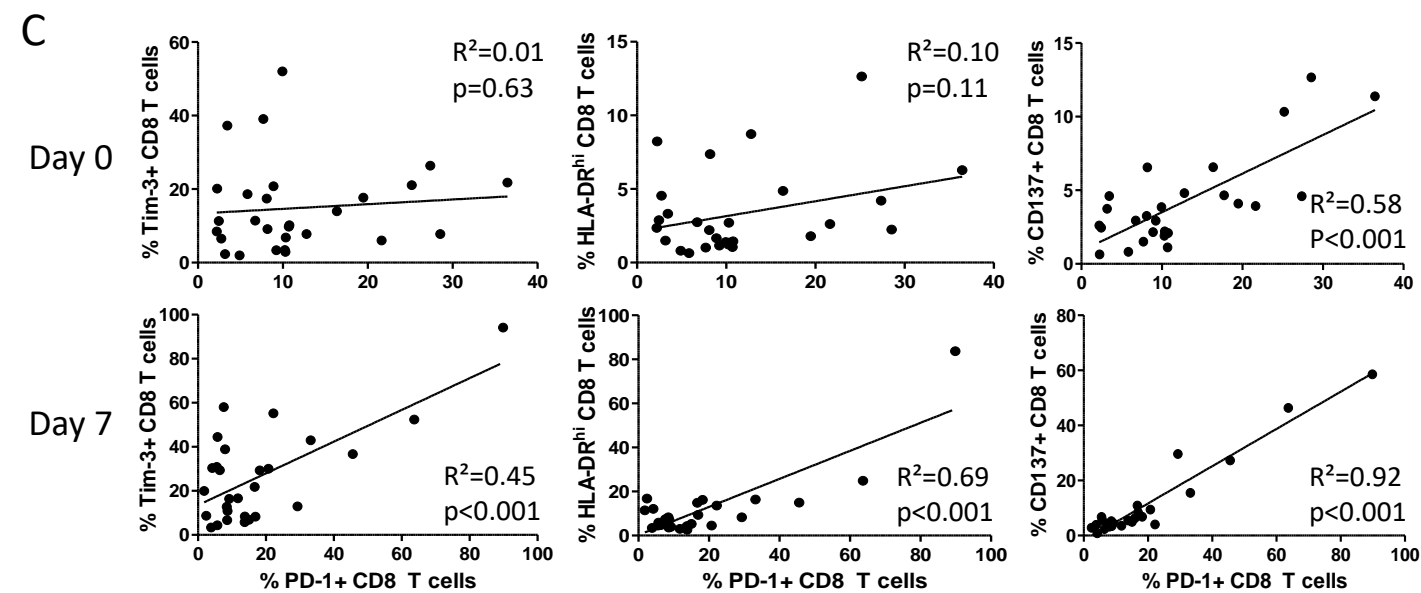 C
Day 0
% Tim-3+ CD8 T cells
60
40
20
0
0 10 20 30 40
R²=0.01
p=0.63
% HLA-DRʰⁱ CD8 T cells
15
10
5
0
0 10 20 30 40
R²=0.10
p=0.11
% CD137+ CD8 T cells
15
10
5
0
0 10 20 30 40
R²=0.58
P<0.001
Day 7
% Tim-3+ CD8 T cells
100
80
60
40
20
0
0 20 40 60 80 100
R²=0.45
p<0.001
% PD-1+ CD8 T cells
% HLA-DRʰⁱ CD8 T cells
100
80
60
40
20
0
0 20 40 60 80 100
R²=0.69
p<0.001
% PD-1+ CD8 T cells
% CD137+ CD8 T cells
80
60
40
20
0
0 20 40 60 80 100
R²=0.92
p<0.001
% PD-1+ CD8 T cells